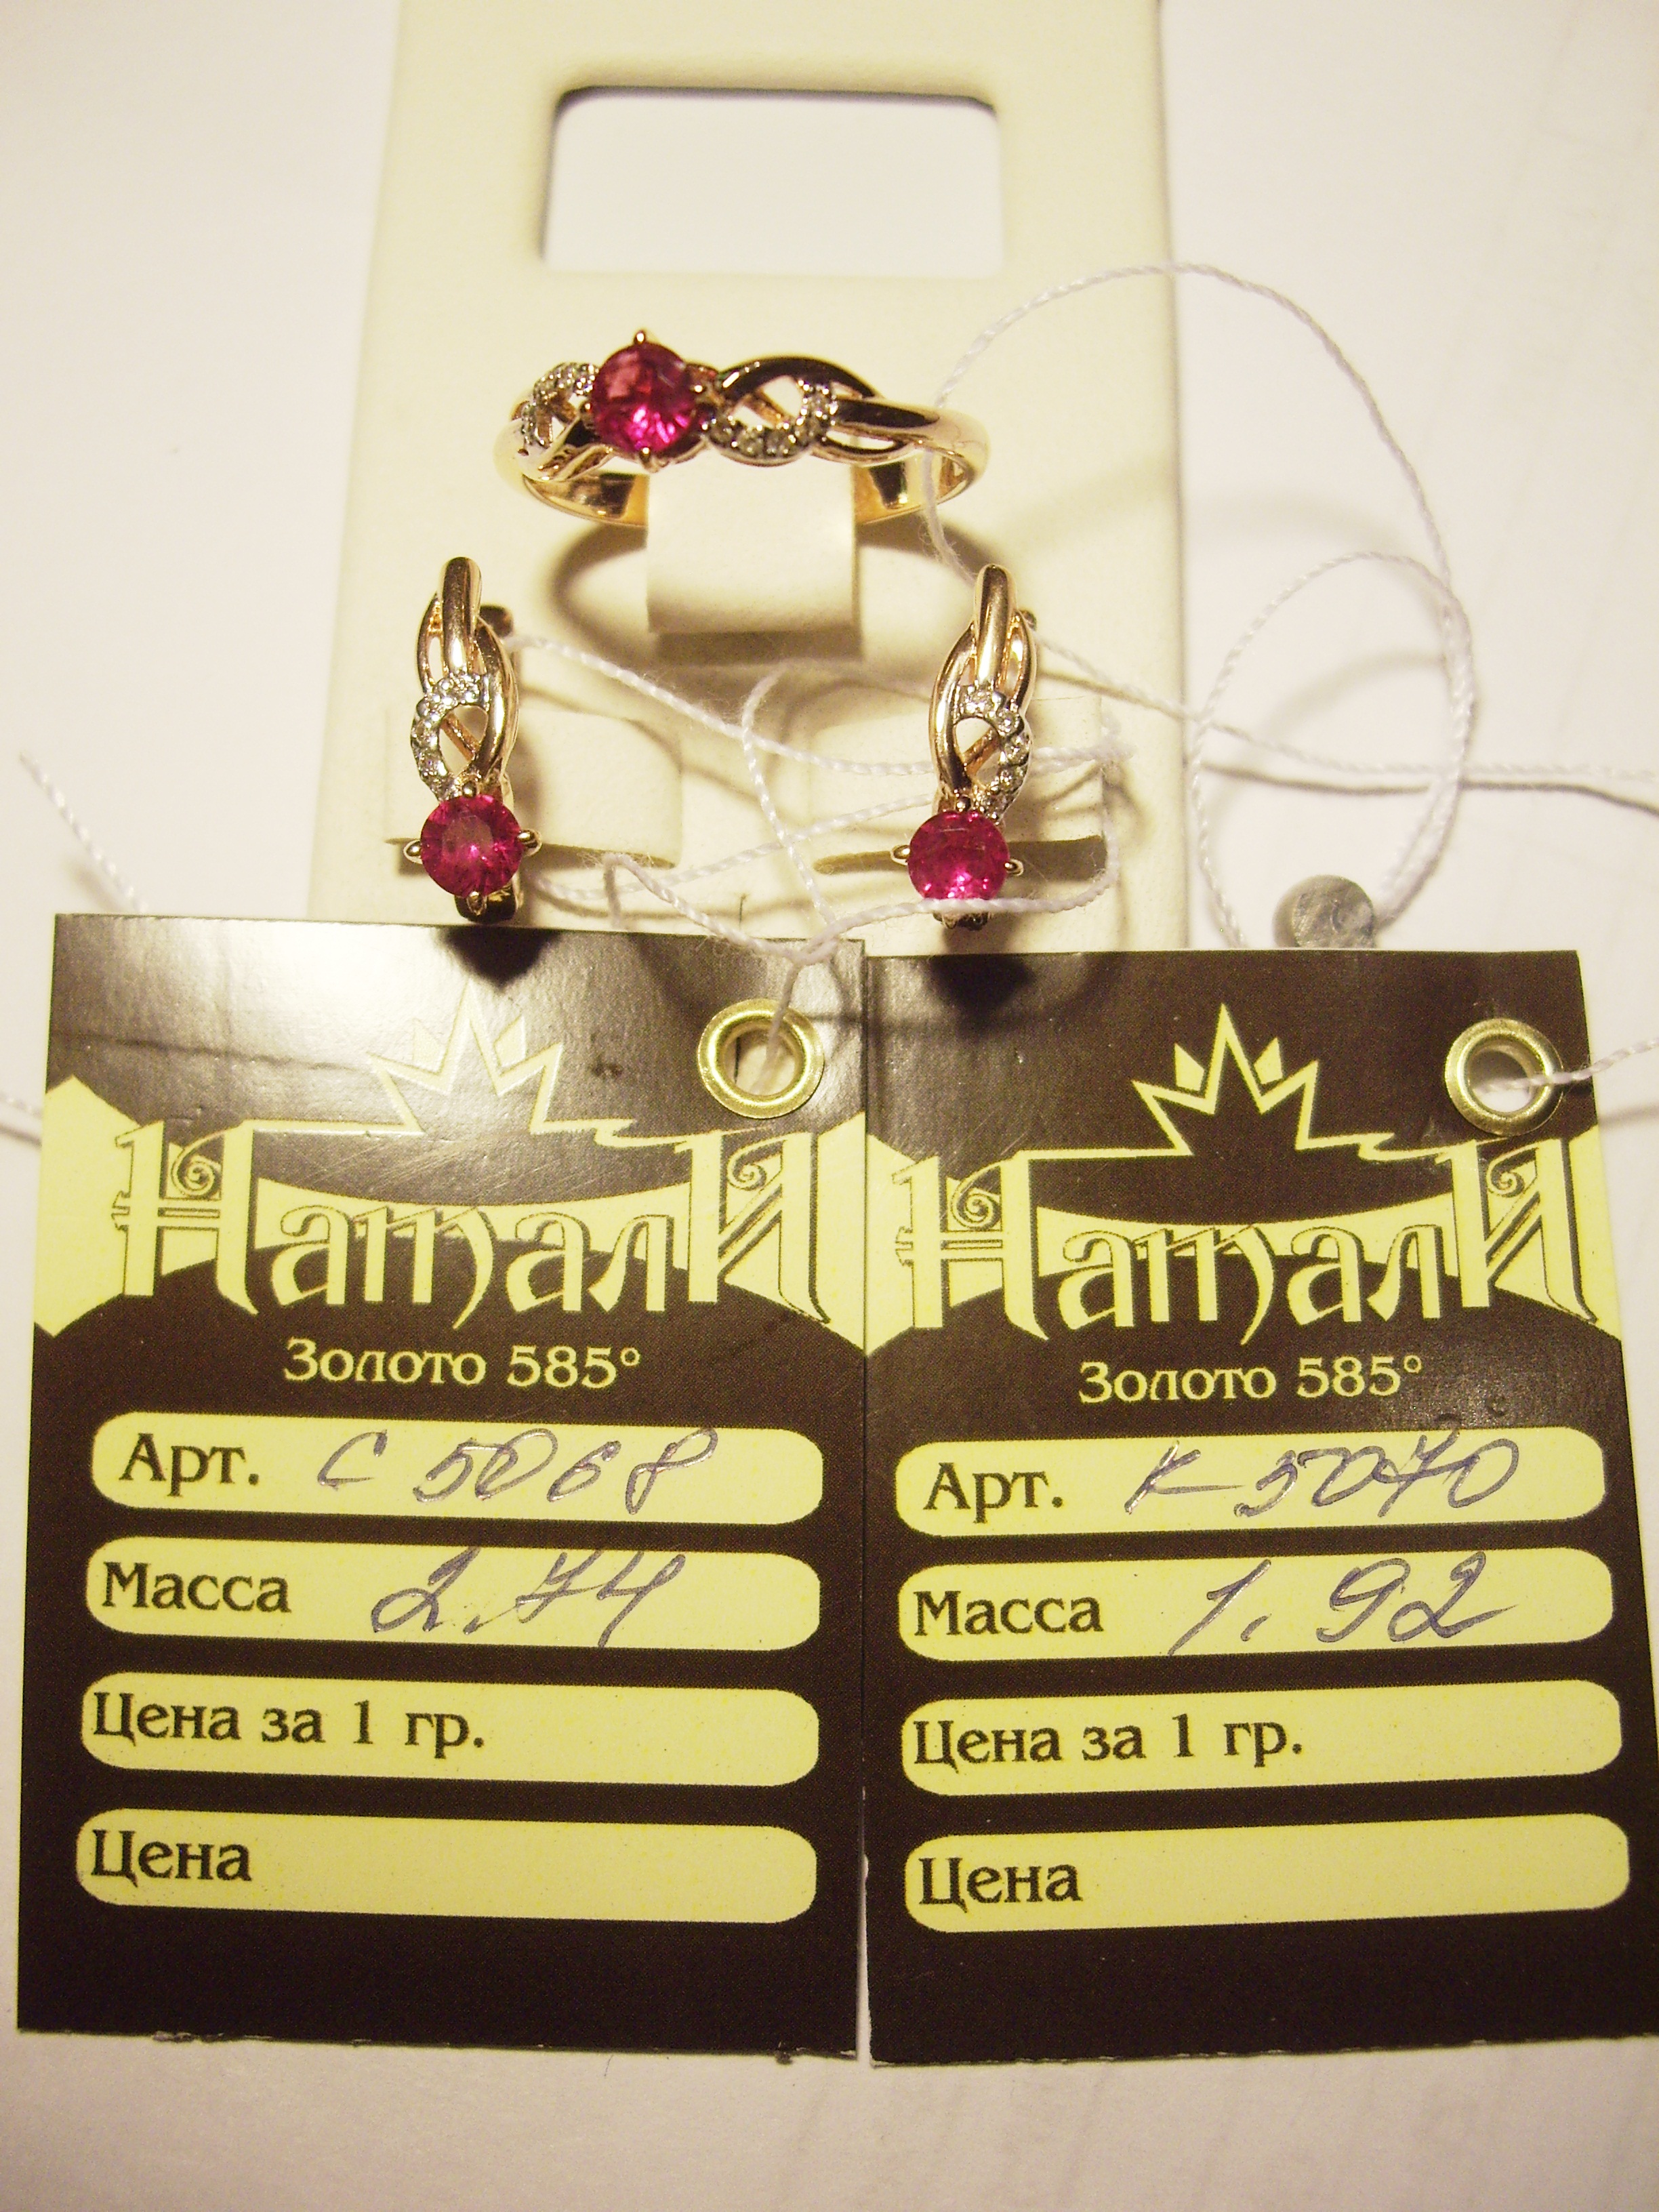 Натали
Золото 585°
Арт. С 5068
Масса 2.74
Цена за 1 гр.
Цена
Натали
Золото 585°
Арт. К 5070
Масса 1.92
Цена за 1 гр.
Цена